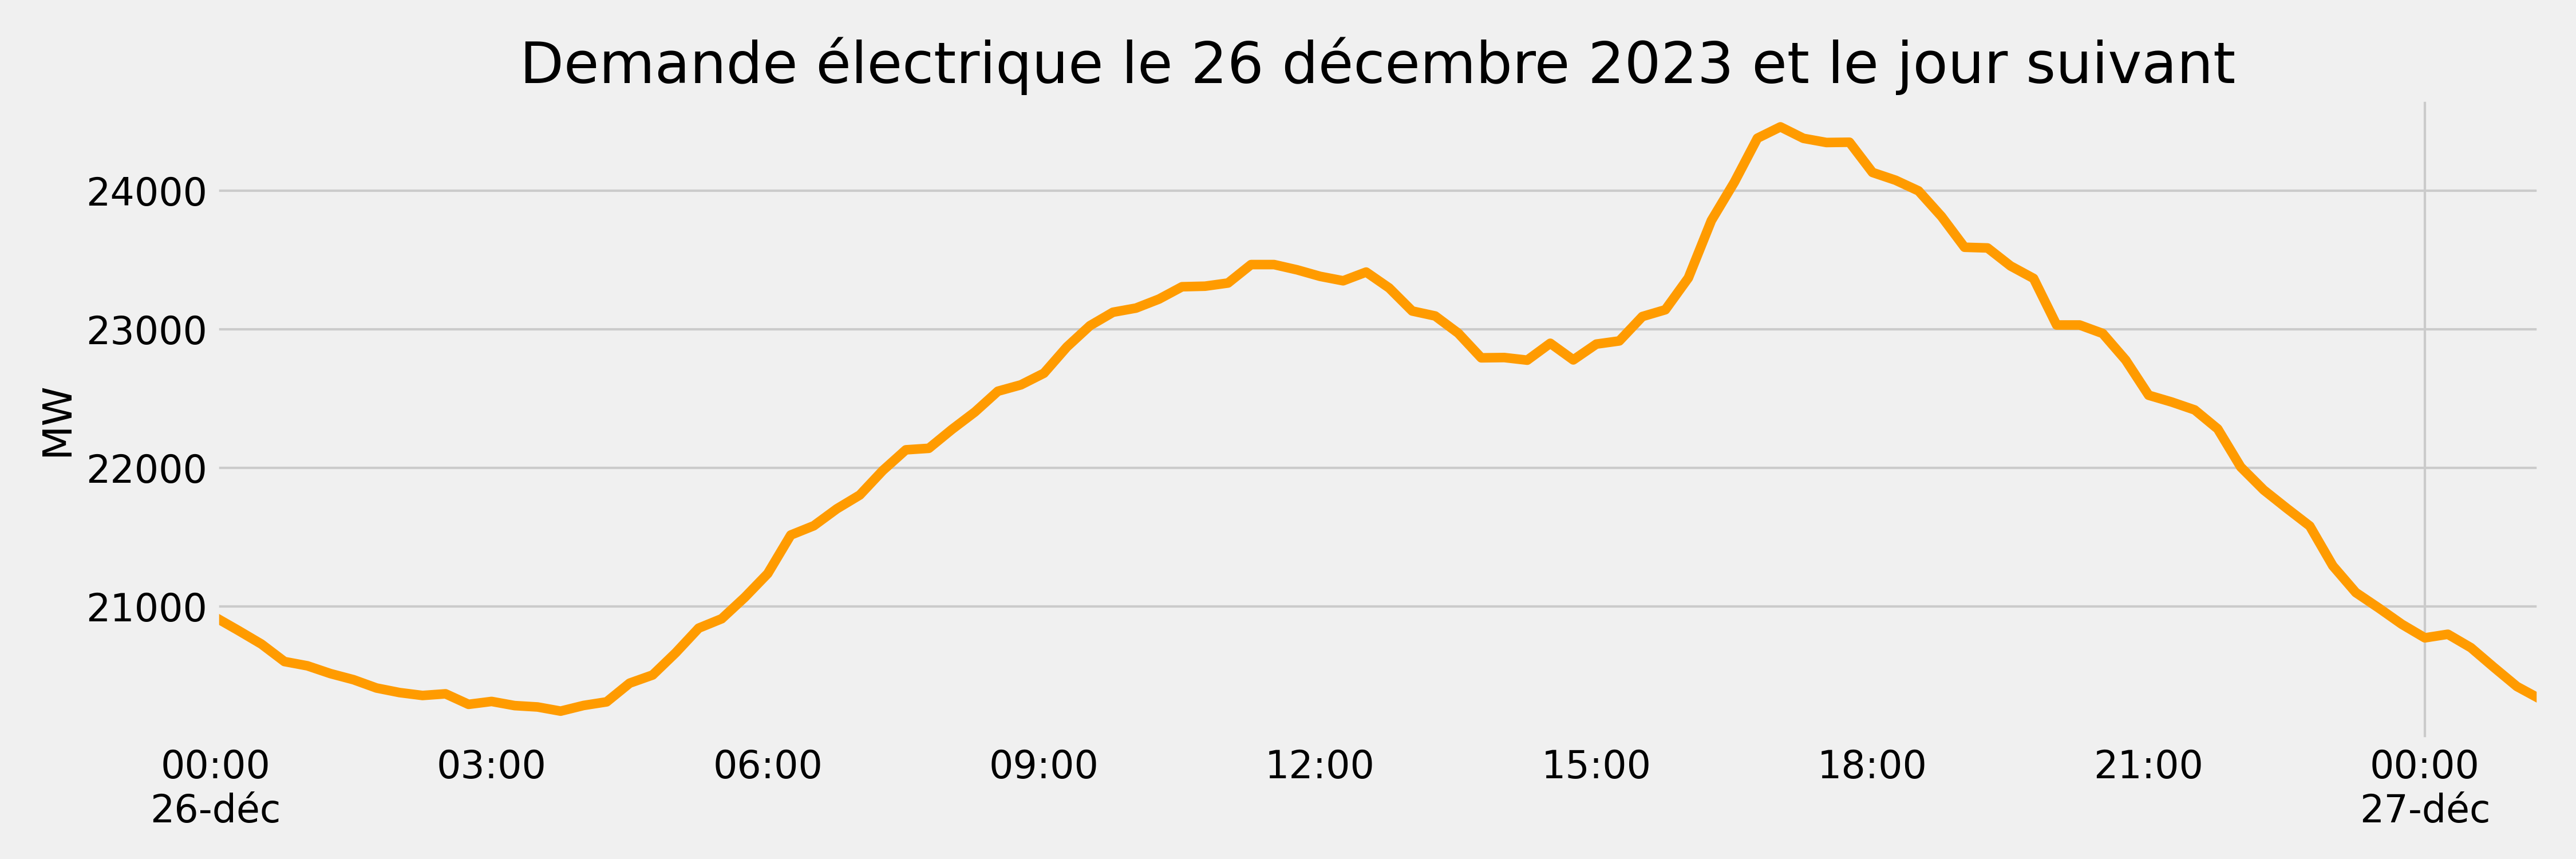 Demande électrique le 26 décembre 2023 et le jour suivant
24000
23000
22000
21000
MW
00:00 03:00 06:00 09:00 12:00 15:00 18:00 21:00 00:00
26-déc 27-déc